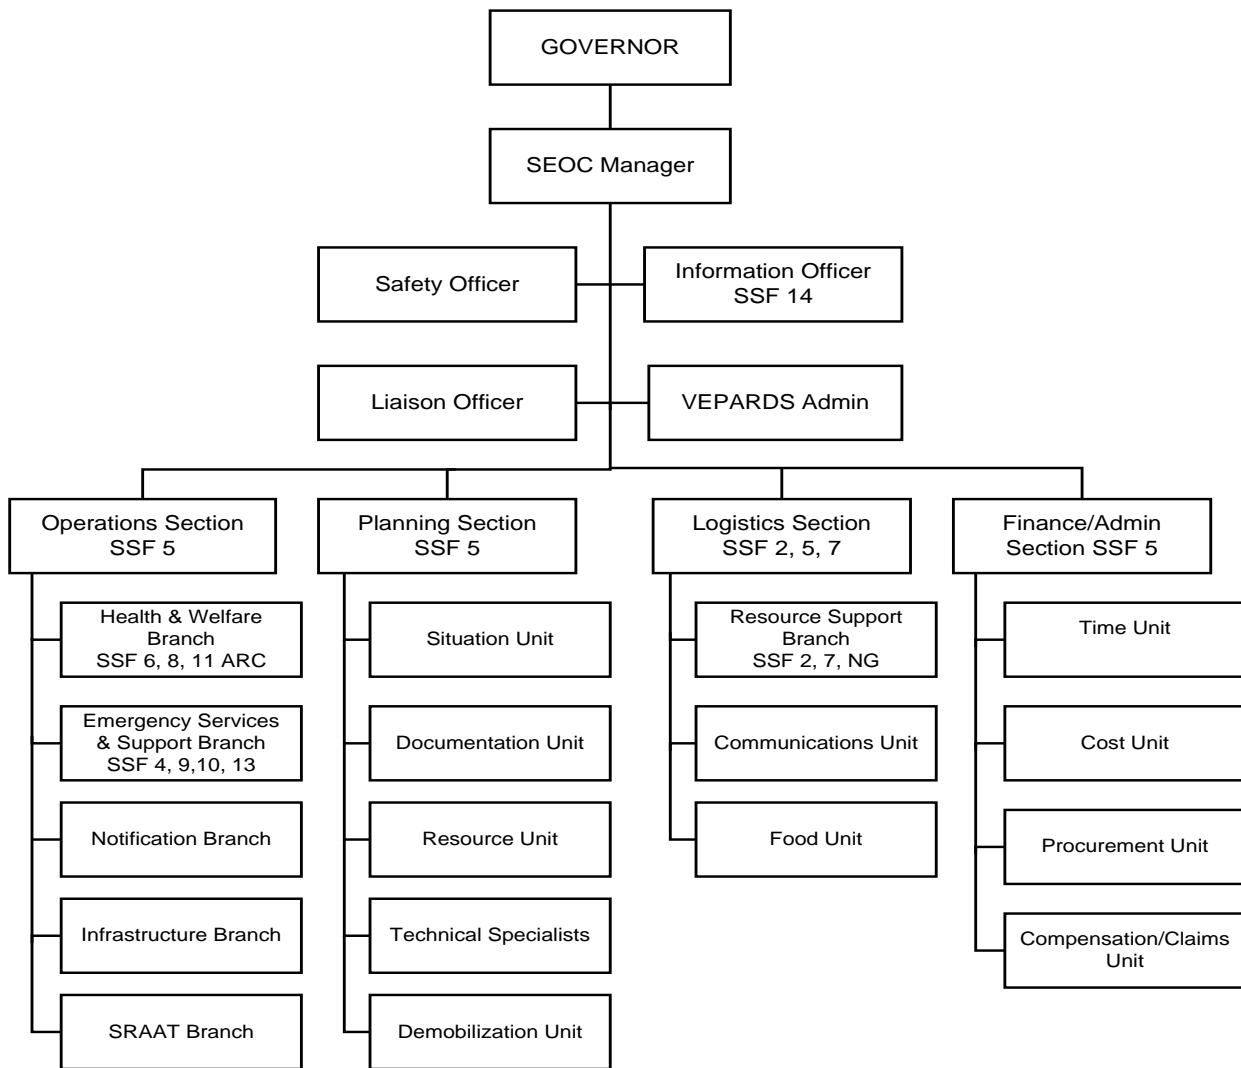 GOVERNOR
SEOC Manager
Safety Officer
Information Officer
SSF 14
Liaison Officer
VEPARDS Admin
Operations Section
SSF 5
Planning Section
SSF 5
Logistics Section
SSF 2, 5, 7
Finance/Admin
Section SSF 5
Health & Welfare
Branch
SSF 6, 8, 11 ARC
Emergency Services
& Support Branch
SSF 4, 9,10, 13
Notification Branch
Infrastructure Branch
SRAAT Branch
Situation Unit
Documentation Unit
Resource Unit
Technical Specialists
Demobilization Unit
Resource Support
Branch
SSF 2, 7, NG
Communications Unit
Food Unit
Time Unit
Cost Unit
Procurement Unit
Compensation/Claims
Unit